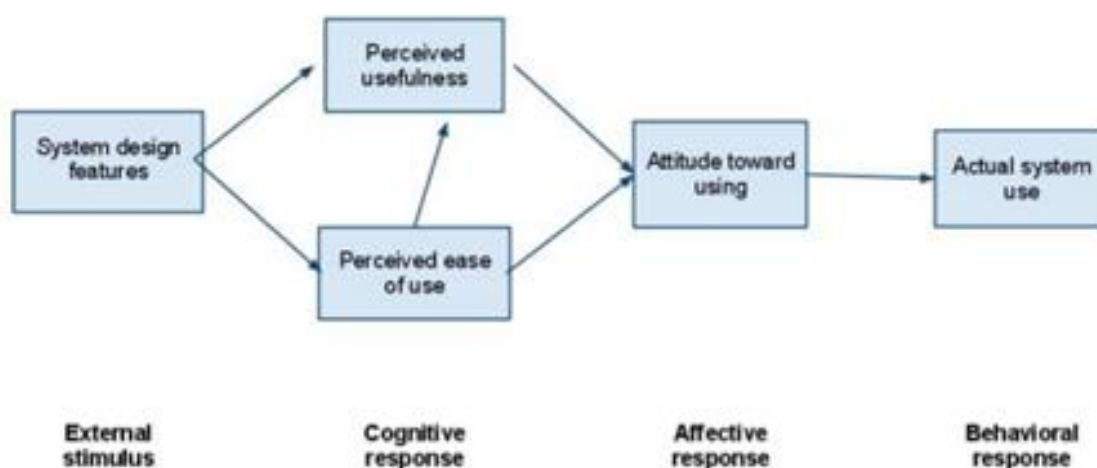 Perceived
usefulness
System design
features
Attitude toward
using
Actual system
use
Perceived ease
of use
External
stimulus
Cognitive
response
Affective
response
Behavioral
response